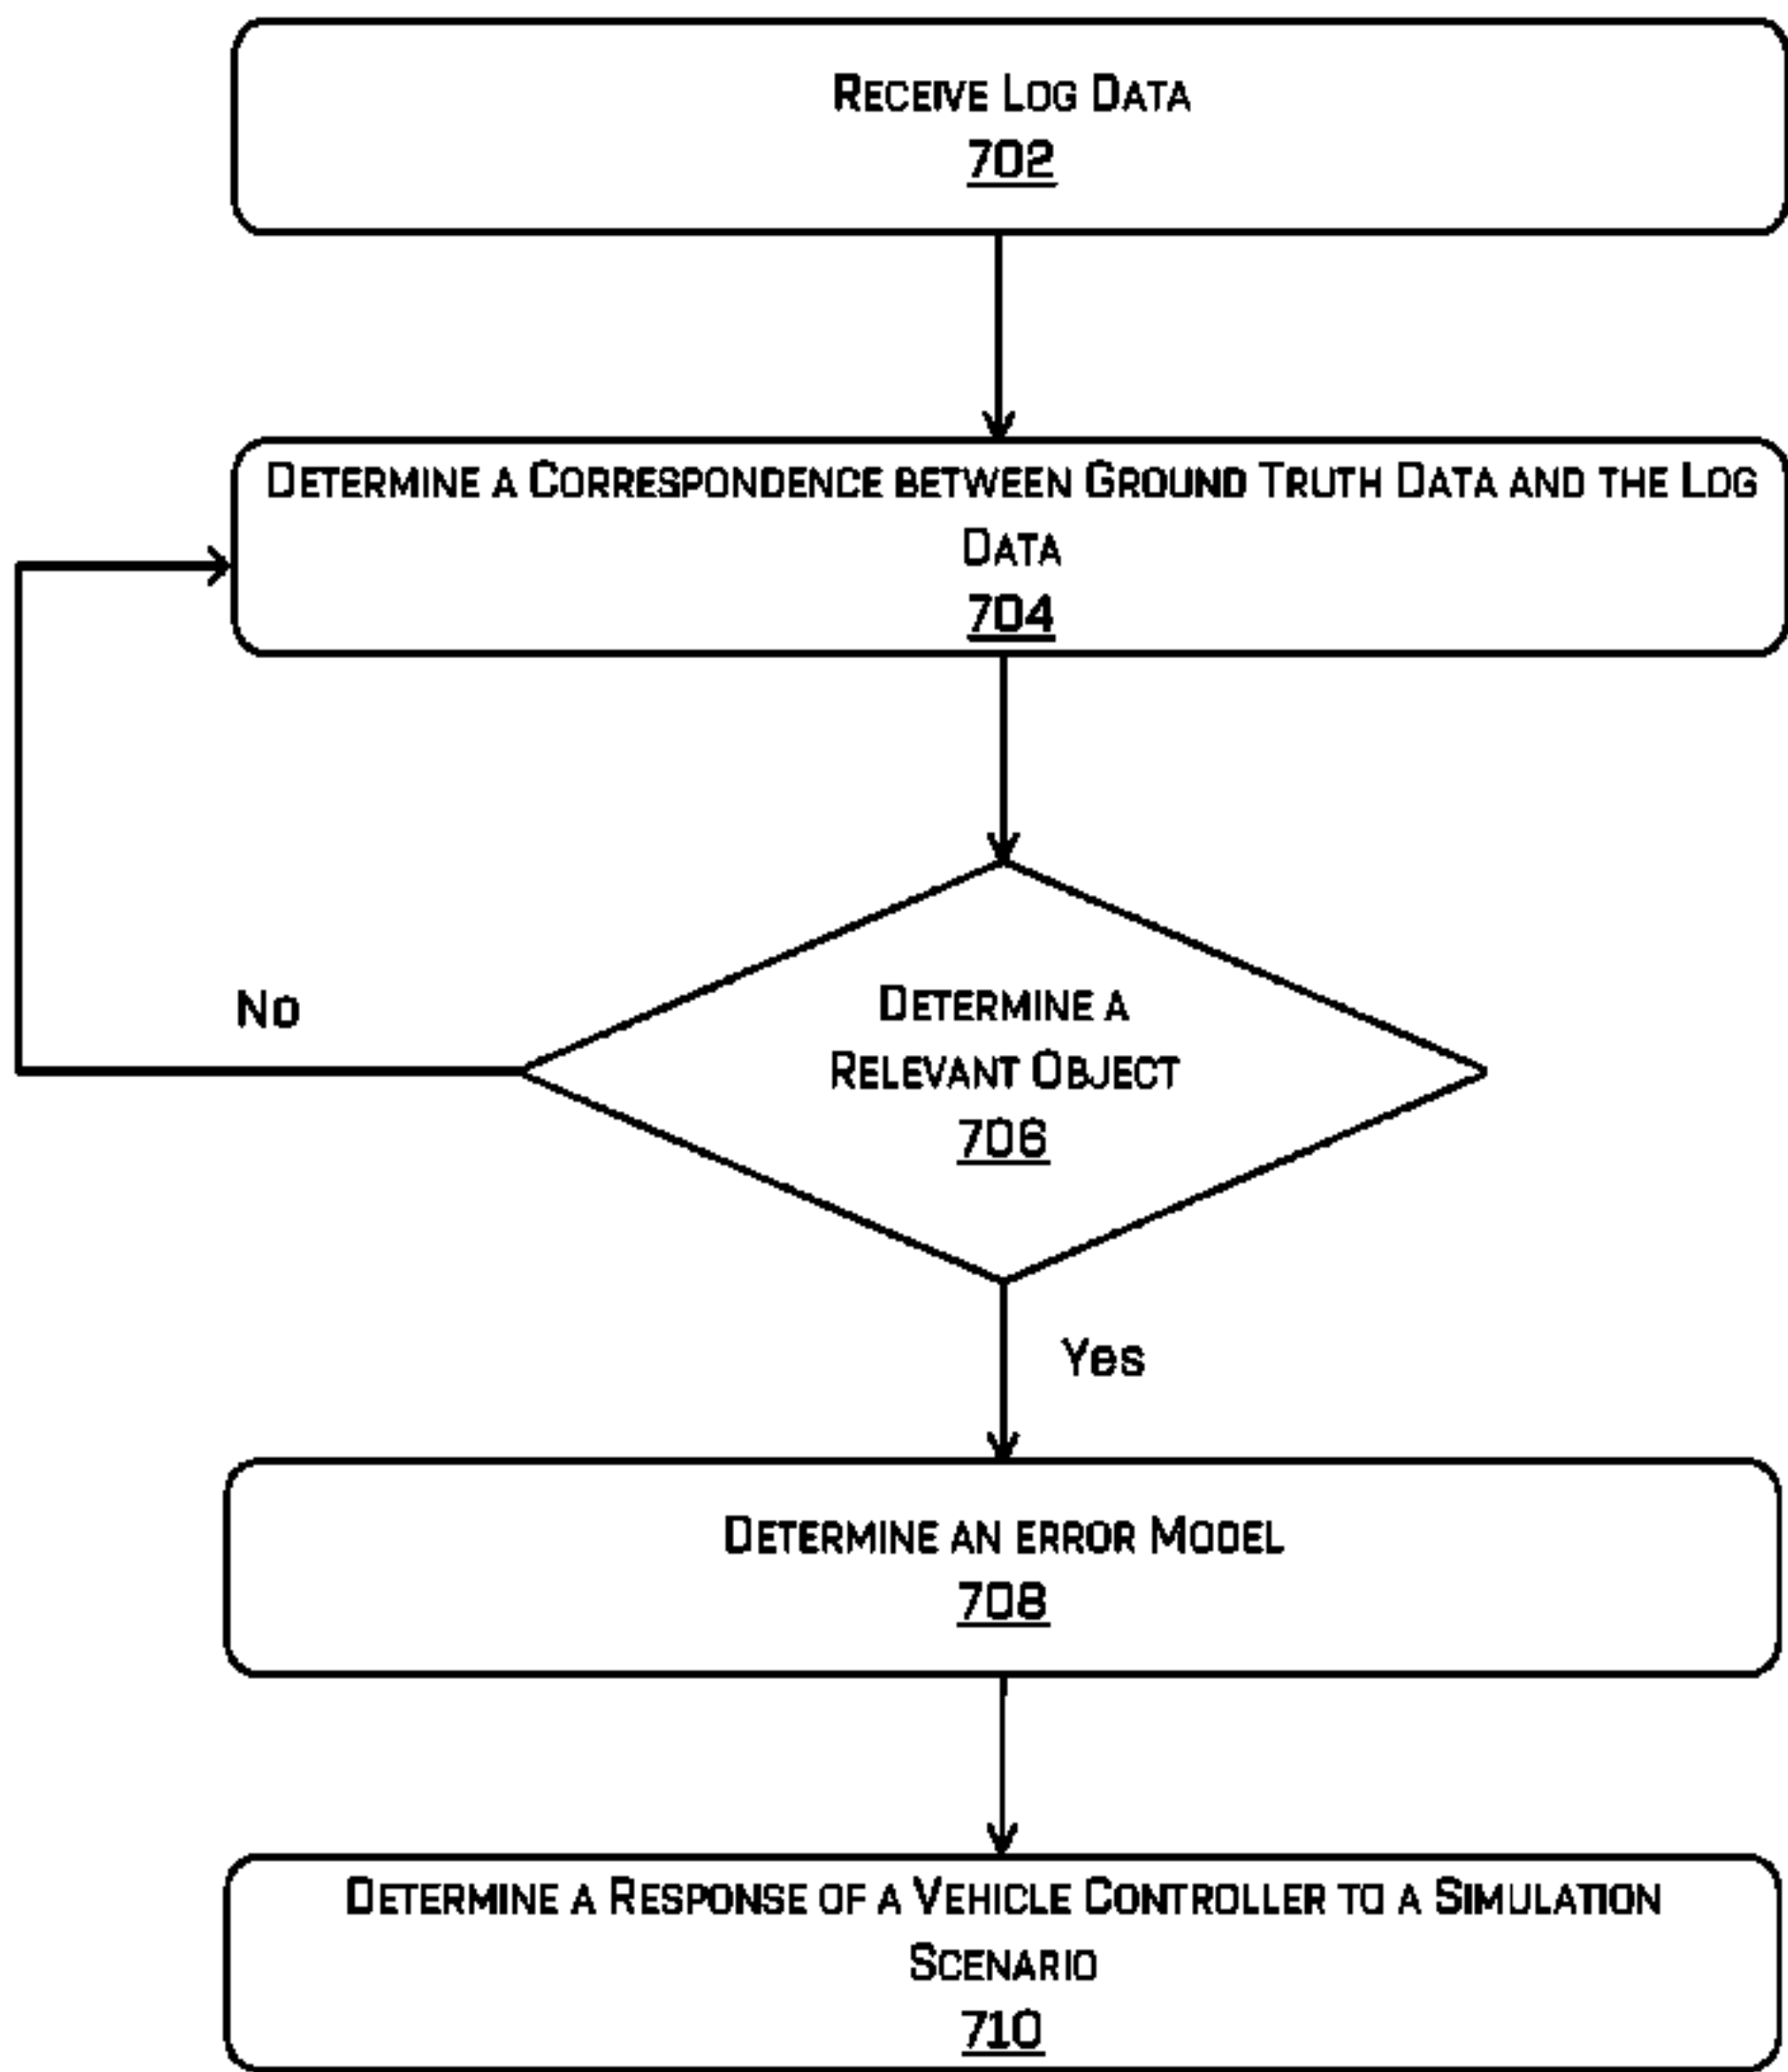 Receive Log Data
702
Determine a Correspondence between Ground Truth Data and the Log
Data
704
Determine a
Relevant Object
706
No
Yes
Determine an error Model
708
Determine a Response of a Vehicle Controller to a Simulation
Scenario
710